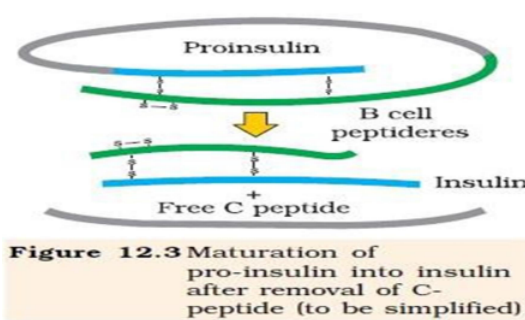 Proinsulin
s–s
B cell
peptideres
s–s
Insulin
+
Free C peptide
Figure 12.3 Maturation of
pro-insulin into insulin
after removal of C-
peptide (to be simplified)